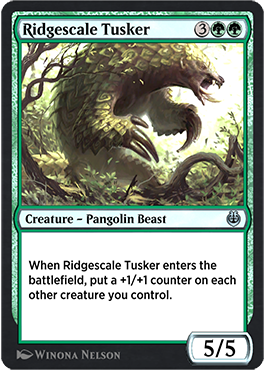 Ridgescale Tusker 3
Creature – Pangolin Beast
When Ridgescale Tusker enters the
battlefield, put a +1/+1 counter on each
other creature you control.
Winona Nelson
5/5